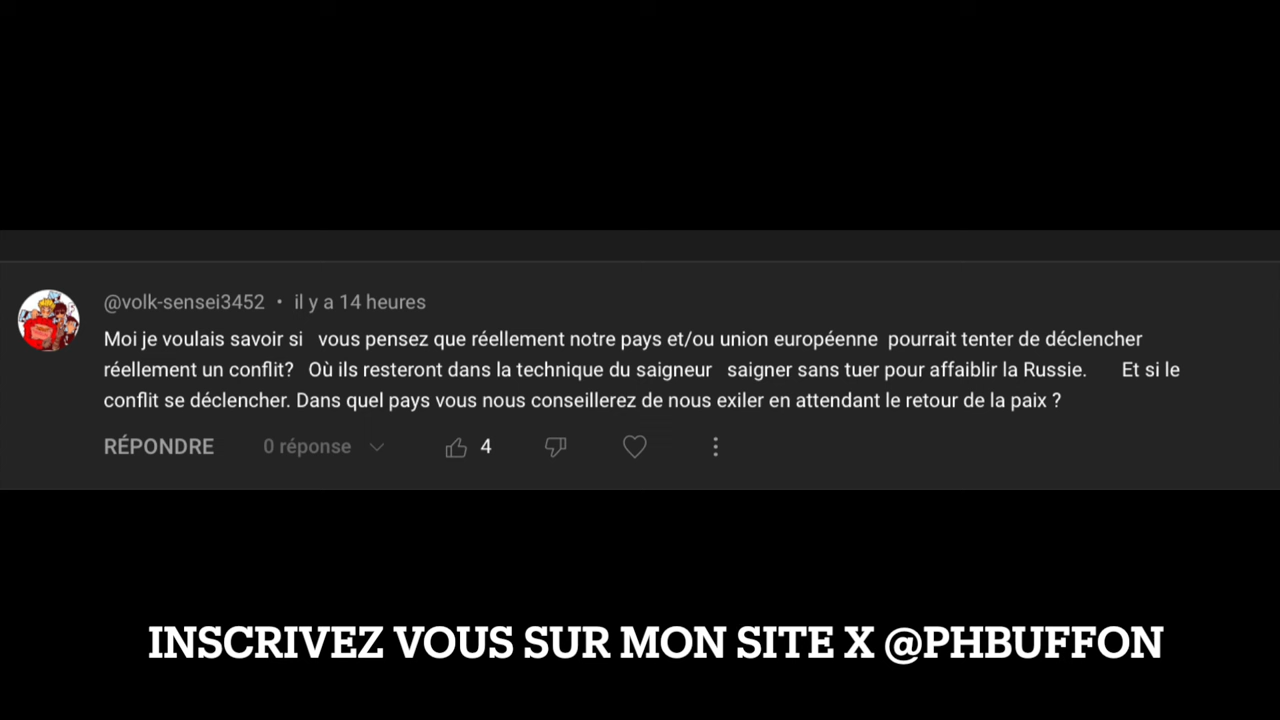 @volk-sensei3452 • il y a 14 heures
Moi je voulais savoir si vous pensez que réellement notre pays et/ou union européenne pourrait tenter de déclencher
réellement un conflit? Où ils resteront dans la technique du saigneur saigner sans tuer pour affaiblir la Russie. Et si le
conflit se déclencher. Dans quel pays vous nous conseillerez de nous exiler en attendant le retour de la paix ?
RÉPONDRE 0 réponse 4
INSCRIVEZ VOUS SUR MON SITE X @PHBUFFON